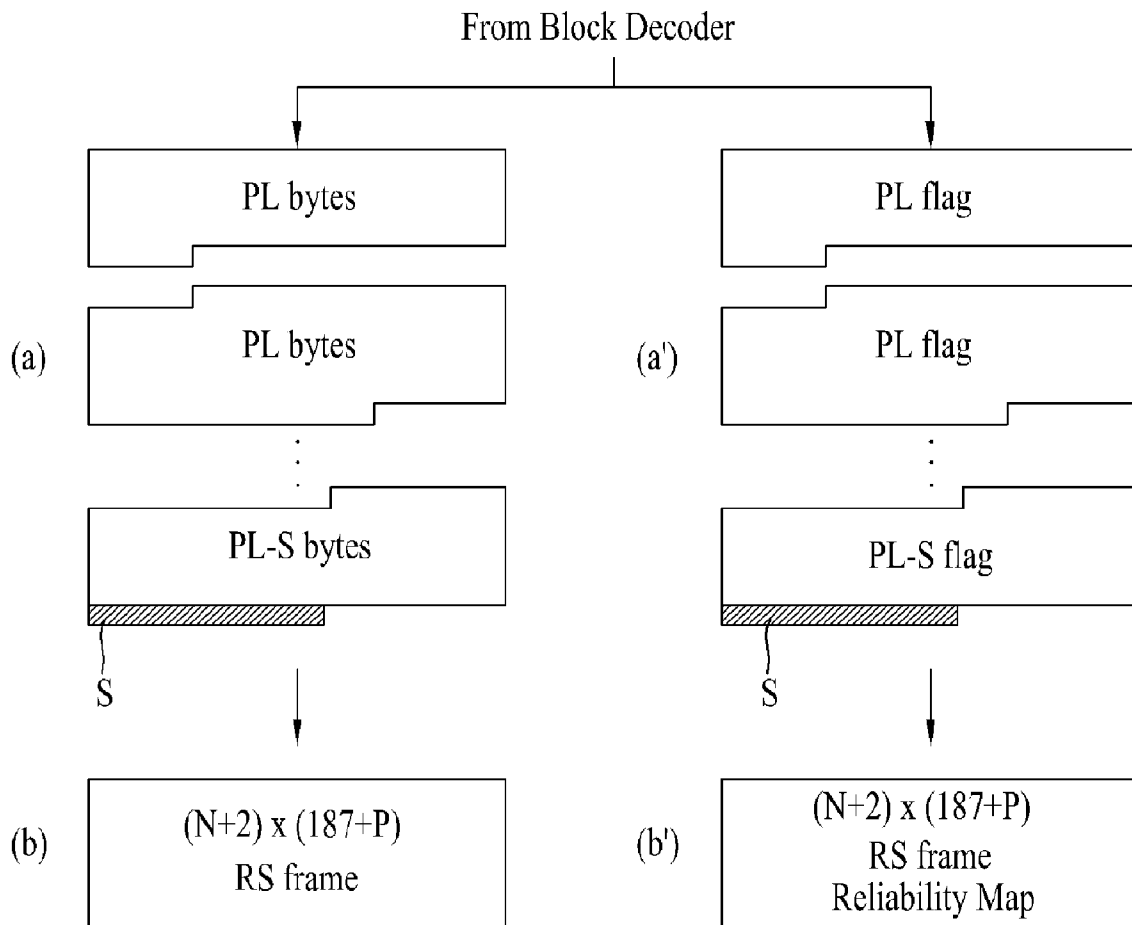 From Block Decoder
PL bytes
PL flag
(a)
PL bytes
(a')
PL flag
PL-S bytes
PL-S flag
S
S
(b)
(N+2) x (187+P)
RS frame
(b')
(N+2) x (187+P)
RS frame
Reliability Map